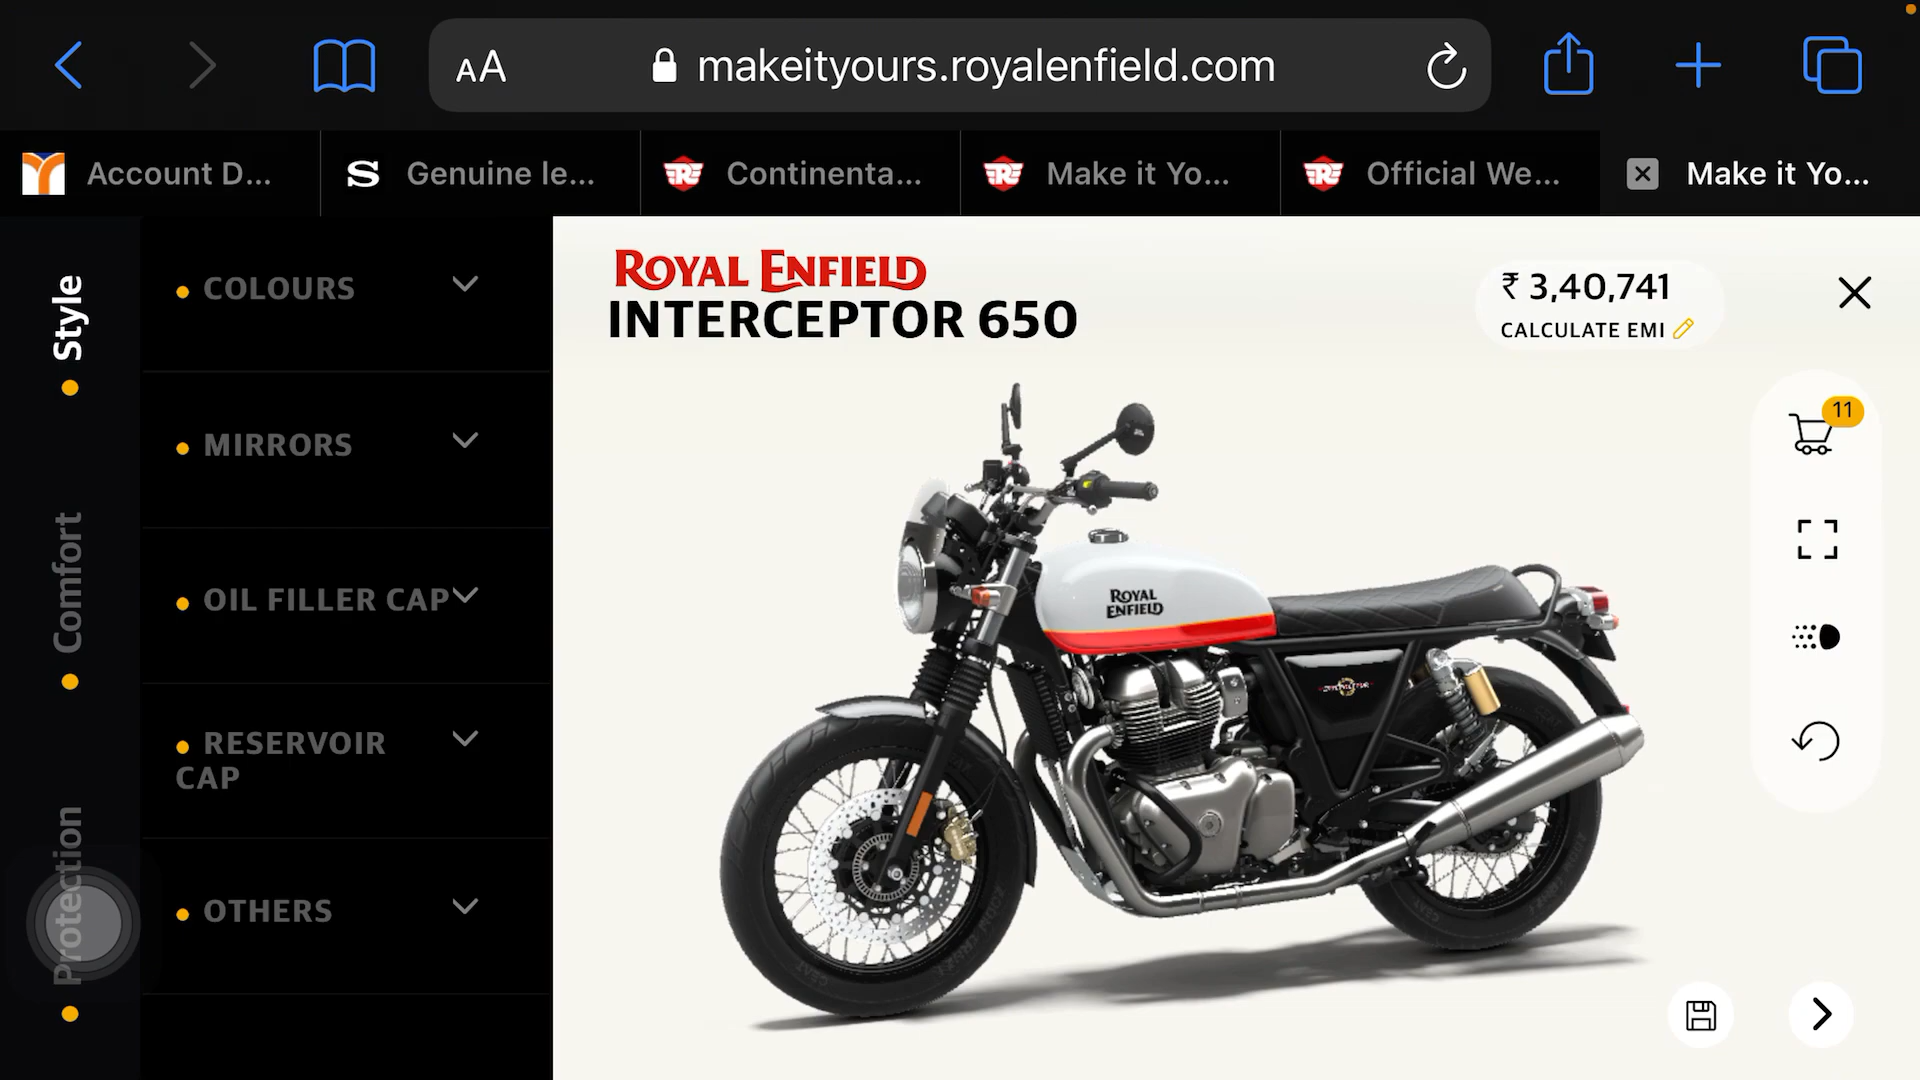 AA
makeityours.royalenfield.com
Account D...
Genuine le...
Continenta...
Make it Yo...
Official We...
Make it Yo...
Style
Comfort
Protection
COLOURS
MIRRORS
OIL FILLER CAP
RESERVOIR
CAP
OTHERS
ROYAL ENFIELD
INTERCEPTOR 650
₹ 3,40,741
CALCULATE EMI
11
ROYAL
ENFIELD